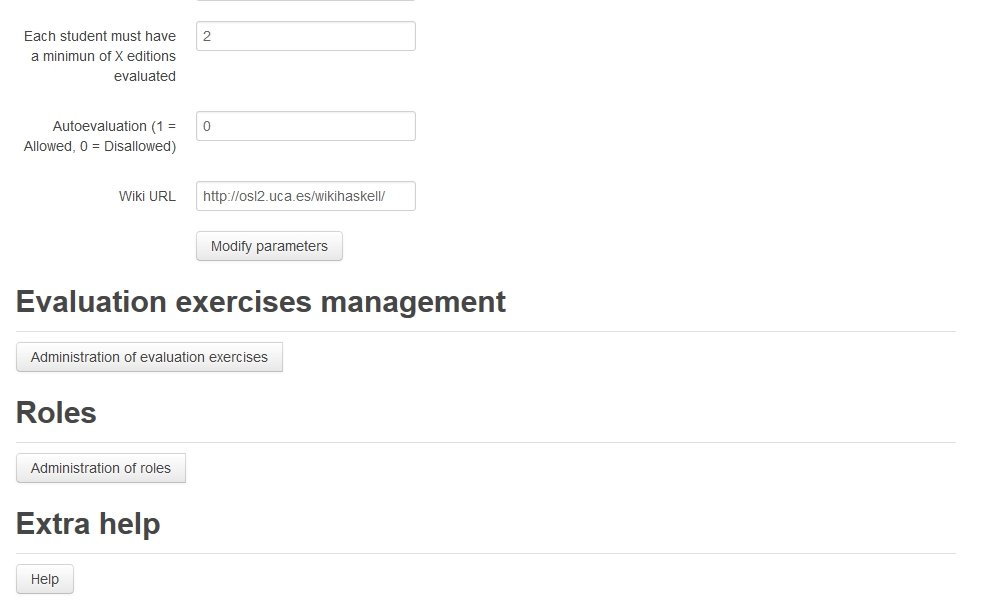 Each student must have
a minimun of X editions
evaluated
2
Autoevaluation (1 =
Allowed, 0 = Disallowed)
0
Wiki URL
http://osl2.uca.es/wikihaskell/
Modify parameters
Evaluation exercises management
Administration of evaluation exercises
Roles
Administration of roles
Extra help
Help